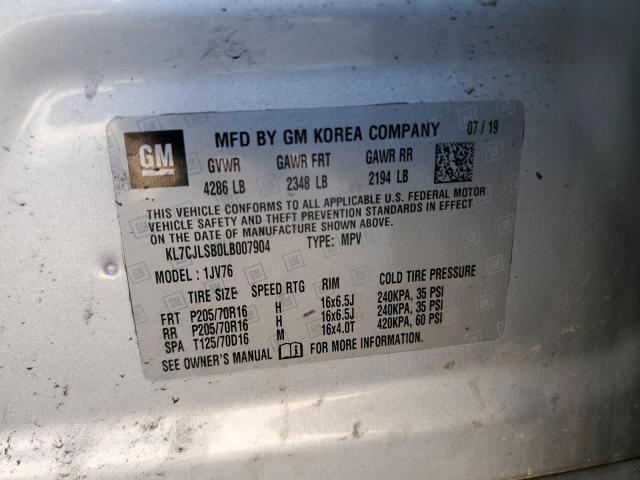 GM MFD BY GM KOREA COMPANY 07/19
GVWR GAWR FRT GAWR RR
4286 LB 2348 LB 2194 LB
THIS VEHICLE CONFORMS TO ALL APPLICABLE U.S. FEDERAL MOTOR
VEHICLE SAFETY AND THEFT PREVENTION STANDARDS IN EFFECT
ON THE DATE OF MANUFACTURE SHOWN ABOVE.
KL7CJLSB0LB007904 TYPE: MPV
MODEL: 1JV76
TIRE SIZE SPEED RTG RIM COLD TIRE PRESSURE
FRT P205/70R16 H 16x6.5J 240KPA, 35 PSI
RR P205/70R16 H 16x6.5J 240KPA, 35 PSI
SPA T125/70D16 M 16x4.0T 420KPA, 60 PSI
SEE OWNER'S MANUAL FOR MORE INFORMATION.